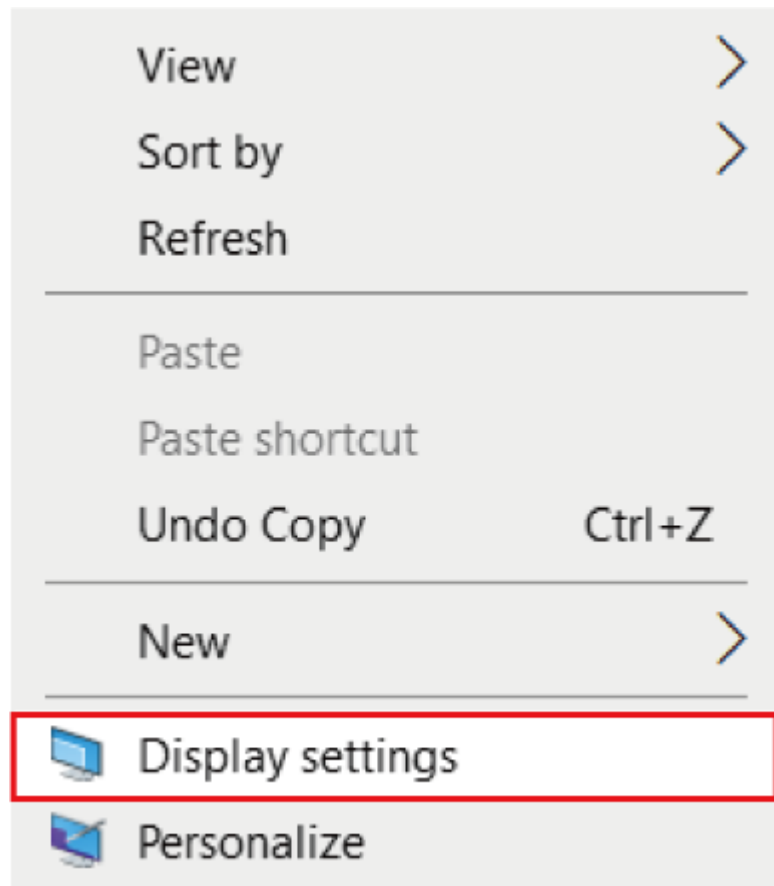 View
Sort by
Refresh
Paste
Paste shortcut
Undo Copy Ctrl+Z
New
Display settings
Personalize